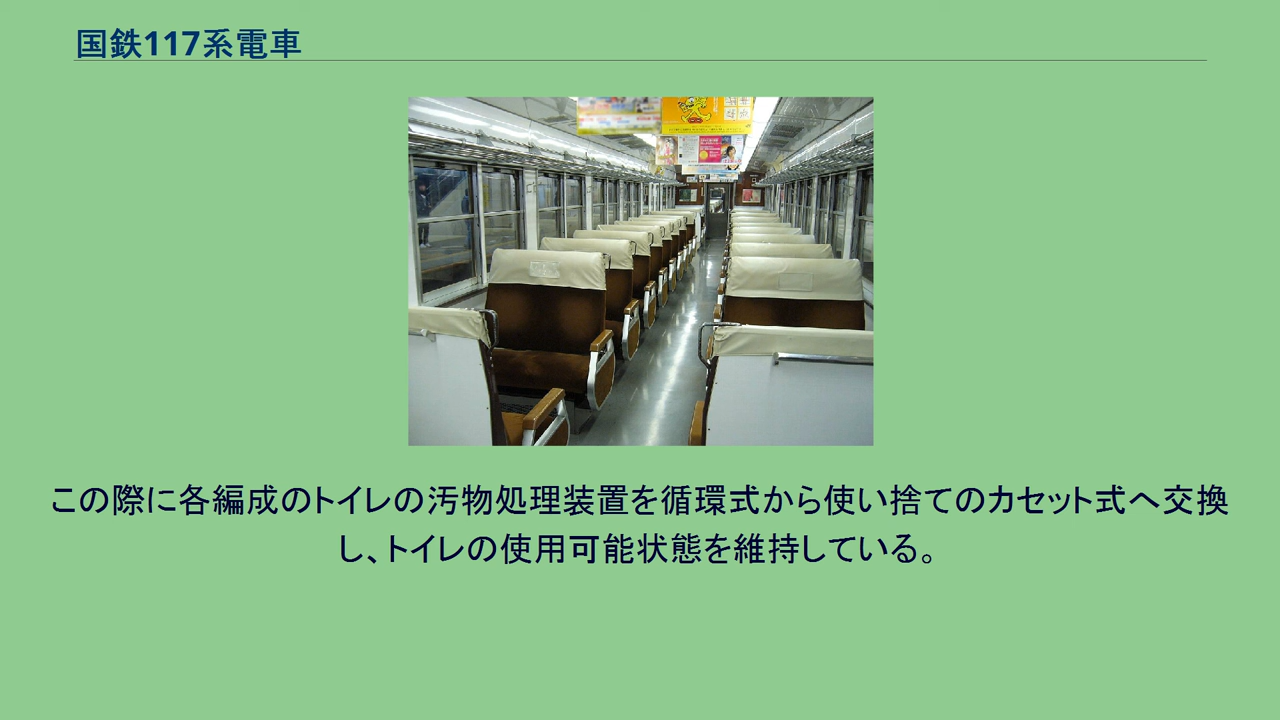 国鉄117系電車
この際に各編成のトイレの汚物処理装置を循環式から使い捨てのカセット式へ交換
し、トイレの使用可能状態を維持している。